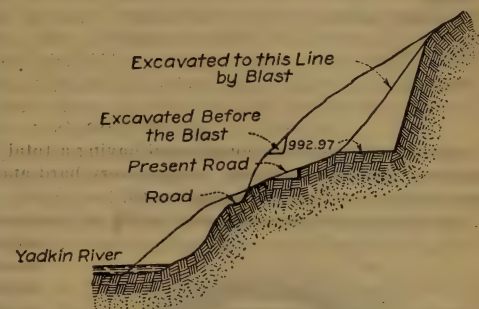 Excavated to this Line
by Blast
Excavated Before
the Blast
992.97
Present Road
Road
Yadkin River